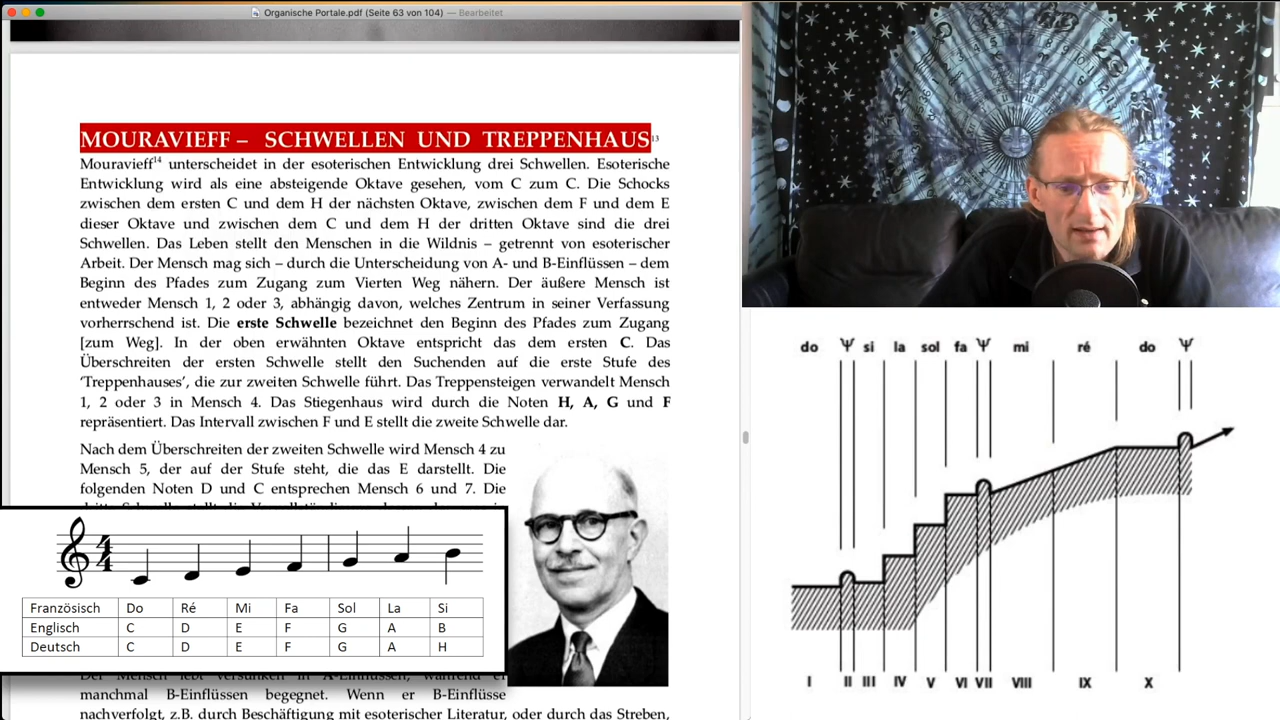 Organische Portale.pdf (Seite 63 von 104) — Bearbeitet
MOURAVIEFF – SCHWELLEN UND TREPPENHAUS13
Mouravieff14 unterscheidet in der esoterischen Entwicklung drei Schwellen. Esoterische
Entwicklung wird als eine absteigende Oktave gesehen, vom C zum C. Die Schocks
zwischen dem ersten C und dem H der nächsten Oktave, zwischen dem F und dem E
dieser Oktave und zwischen dem C und dem H der dritten Oktave sind die drei
Schwellen. Das Leben stellt den Menschen in die Wildnis – getrennt von esoterischer
Arbeit. Der Mensch mag sich – durch die Unterscheidung von A- und B-Einflüssen – dem
Beginn des Pfades zum Zugang zum Vierten Weg nähern. Der äußere Mensch ist
entweder Mensch 1, 2 oder 3, abhängig davon, welches Zentrum in seiner Verfassung
vorherrschend ist. Die erste Schwelle bezeichnet den Beginn des Pfades zum Zugang
[zum Weg]. In der oben erwähnten Oktave entspricht das dem ersten C. Das
Überschreiten der ersten Schwelle stellt den Suchenden auf die erste Stufe des
‘Treppenhauses’, die zur zweiten Schwelle führt. Das Treppensteigen verwandelt Mensch
1, 2 oder 3 in Mensch 4. Das Stiegenhaus wird durch die Noten H, A, G und F
repräsentiert. Das Intervall zwischen F und E stellt die zweite Schwelle dar.
Nach dem Überschreiten der zweiten Schwelle wird Mensch 4 zu
Mensch 5, der auf der Stufe steht, die das E darstellt. Die
folgenden Noten D und C entsprechen Mensch 6 und 7. Die
4
4
Französisch Do Ré Mi Fa Sol La Si
Englisch C D E F G A B
Deutsch C D E F G A H
Der Mensch lebt versunken in A-Einflüssen, während er
manchmal B-Einflüssen begegnet. Wenn er B-Einflüsse
nachverfolgt, z.B. durch Beschäftigung mit esoterischer Literatur, oder durch das Streben,
do Ψ si la sol fa Ψ mi ré do Ψ
I II III IV V VI VII VIII IX X